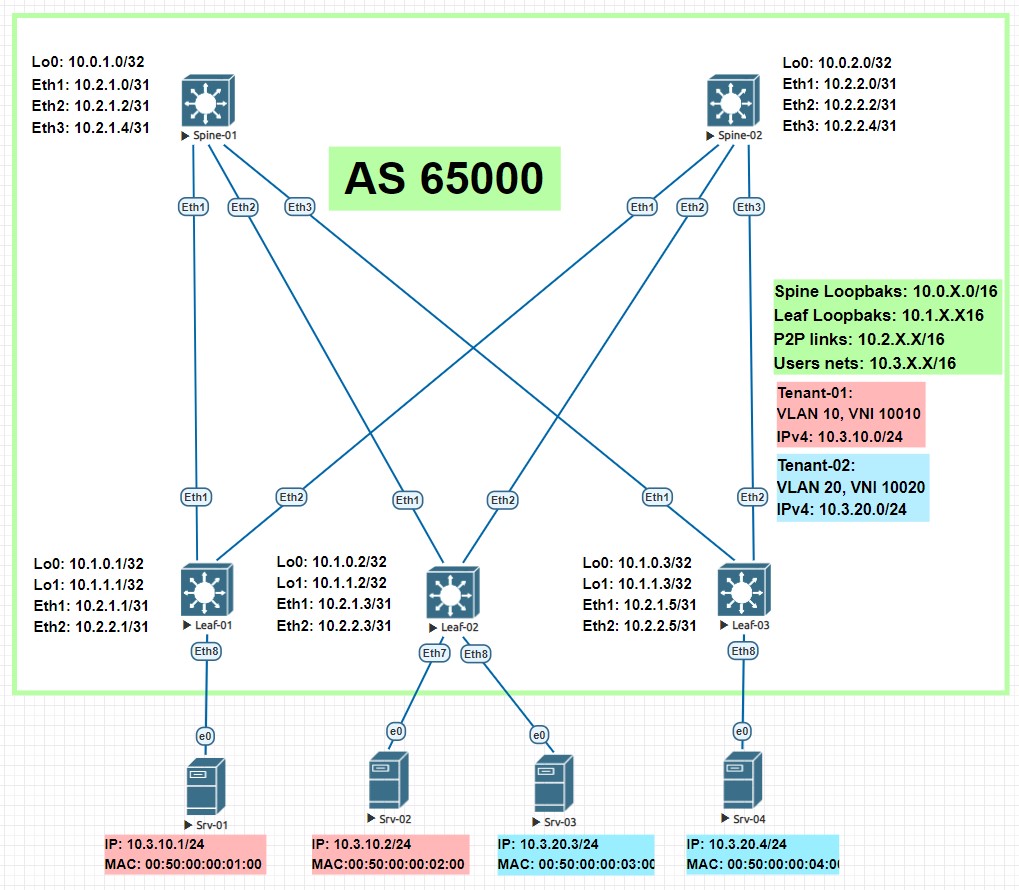 Lo0: 10.0.1.0/32
Eth1: 10.2.1.0/31
Eth2: 10.2.1.2/31
Eth3: 10.2.1.4/31
Spine-01
Spine-02
Lo0: 10.0.2.0/32
Eth1: 10.2.2.0/31
Eth2: 10.2.2.2/31
Eth3: 10.2.2.4/31
AS 65000
Eth1
Eth2
Eth3
Eth1
Eth2
Eth3
Spine Loopbaks: 10.0.X.0/16
Leaf Loopbaks: 10.1.X.X16
P2P links: 10.2.X.X/16
Users nets: 10.3.X.X/16
Tenant-01:
VLAN 10, VNI 10010
IPv4: 10.3.10.0/24
Tenant-02:
VLAN 20, VNI 10020
IPv4: 10.3.20.0/24
Eth1
Eth2
Eth1
Eth2
Eth1
Eth2
Lo0: 10.1.0.1/32
Lo1: 10.1.1.1/32
Eth1: 10.2.1.1/31
Eth2: 10.2.2.1/31
Leaf-01
Lo0: 10.1.0.2/32
Lo1: 10.1.1.2/32
Eth1: 10.2.1.3/31
Eth2: 10.2.2.3/31
Leaf-02
Lo0: 10.1.0.3/32
Lo1: 10.1.1.3/32
Eth1: 10.2.1.5/31
Eth2: 10.2.2.5/31
Leaf-03
Eth8
Eth7
Eth8
Eth8
e0
e0
e0
e0
Srv-01
Srv-02
Srv-03
Srv-04
IP: 10.3.10.1/24
MAC: 00:50:00:00:01:00
IP: 10.3.10.2/24
MAC:00:50:00:00:02:00
IP: 10.3.20.3/24
MAC: 00:50:00:00:03:00
IP: 10.3.20.4/24
MAC: 00:50:00:00:04:0